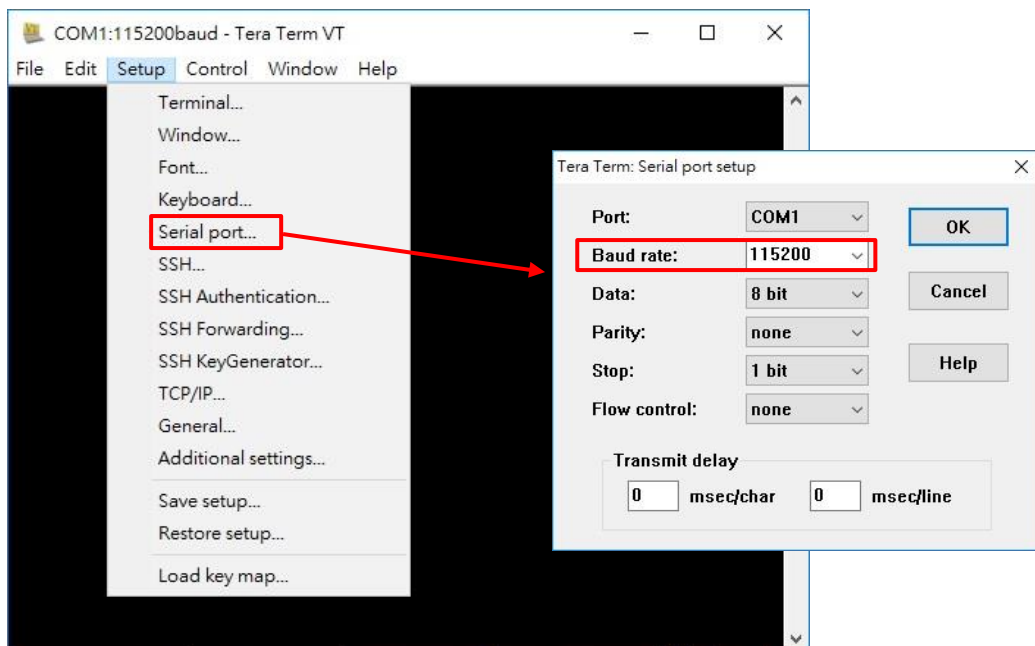 COM1:115200baud - Tera Term VT
File Edit Setup Control Window Help
Terminal...
Window...
Font...
Keyboard...
Serial port...
SSH...
SSH Authentication...
SSH Forwarding...
SSH KeyGenerator...
TCP/IP...
General...
Additional settings...
Save setup...
Restore setup...
Load key map...
Tera Term: Serial port setup
Port: COM1 OK
Baud rate: 115200
Data: 8 bit Cancel
Parity: none
Stop: 1 bit Help
Flow control: none
Transmit delay
0 msec/char 0 msec/line